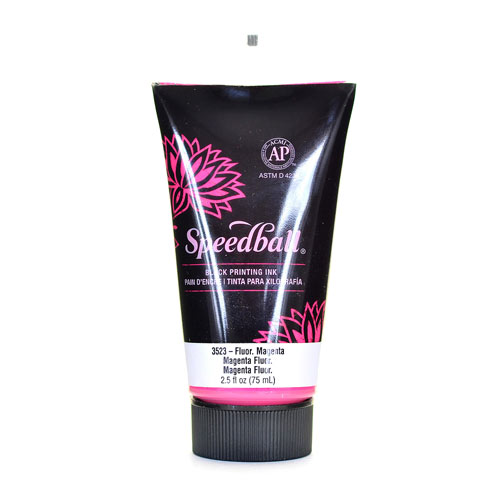 ACMI
AP
ASTM D
Speedball®
BLOCK PRINTING INK
PAIN D'ENCRE | TINTA PARA XILOGRAFÍA
3523 – Fluor. Magenta
Magenta Fluor.
Magenta Fluor.
2.5 fl oz (75 mL)